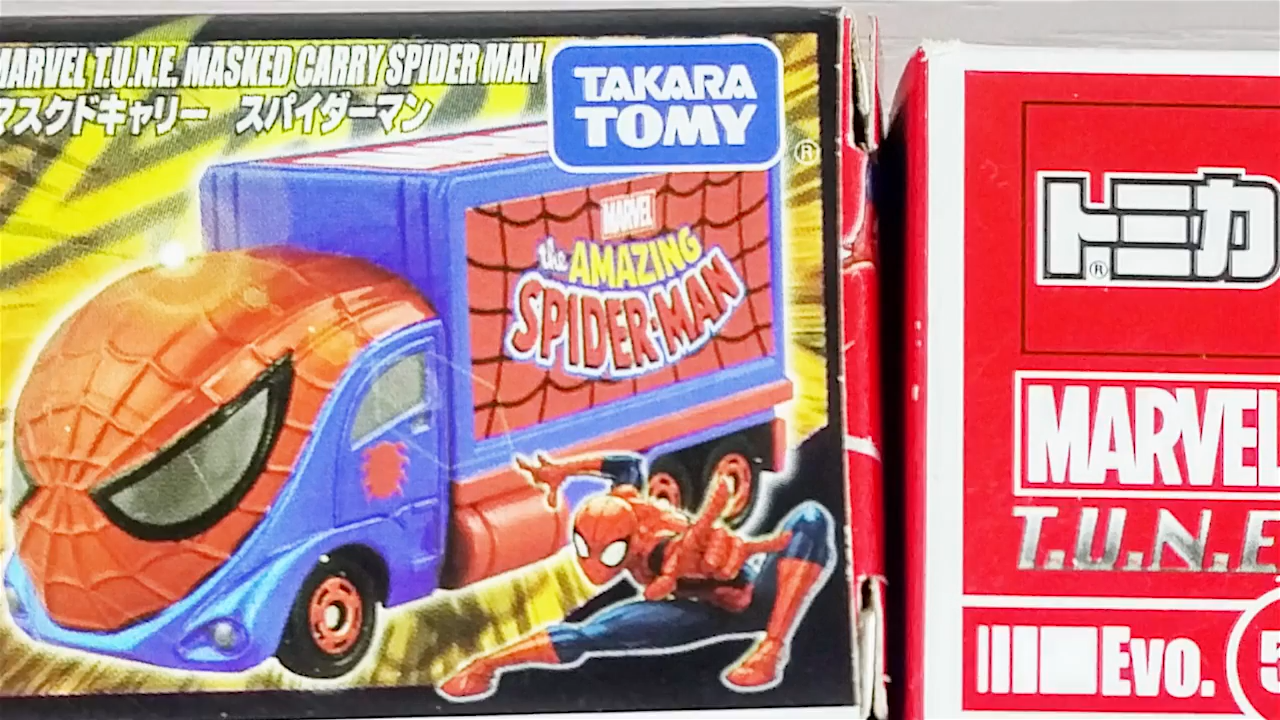 MARVEL T.U.N.E. MASKED CARRY SPIDER MAN
マスクドキャリー スパイダーマン
TAKARA
TOMY
®
MARVEL
the AMAZING
SPIDER-MAN
トミカ
®
MARVEL
T.U.N.E
Evo. 5